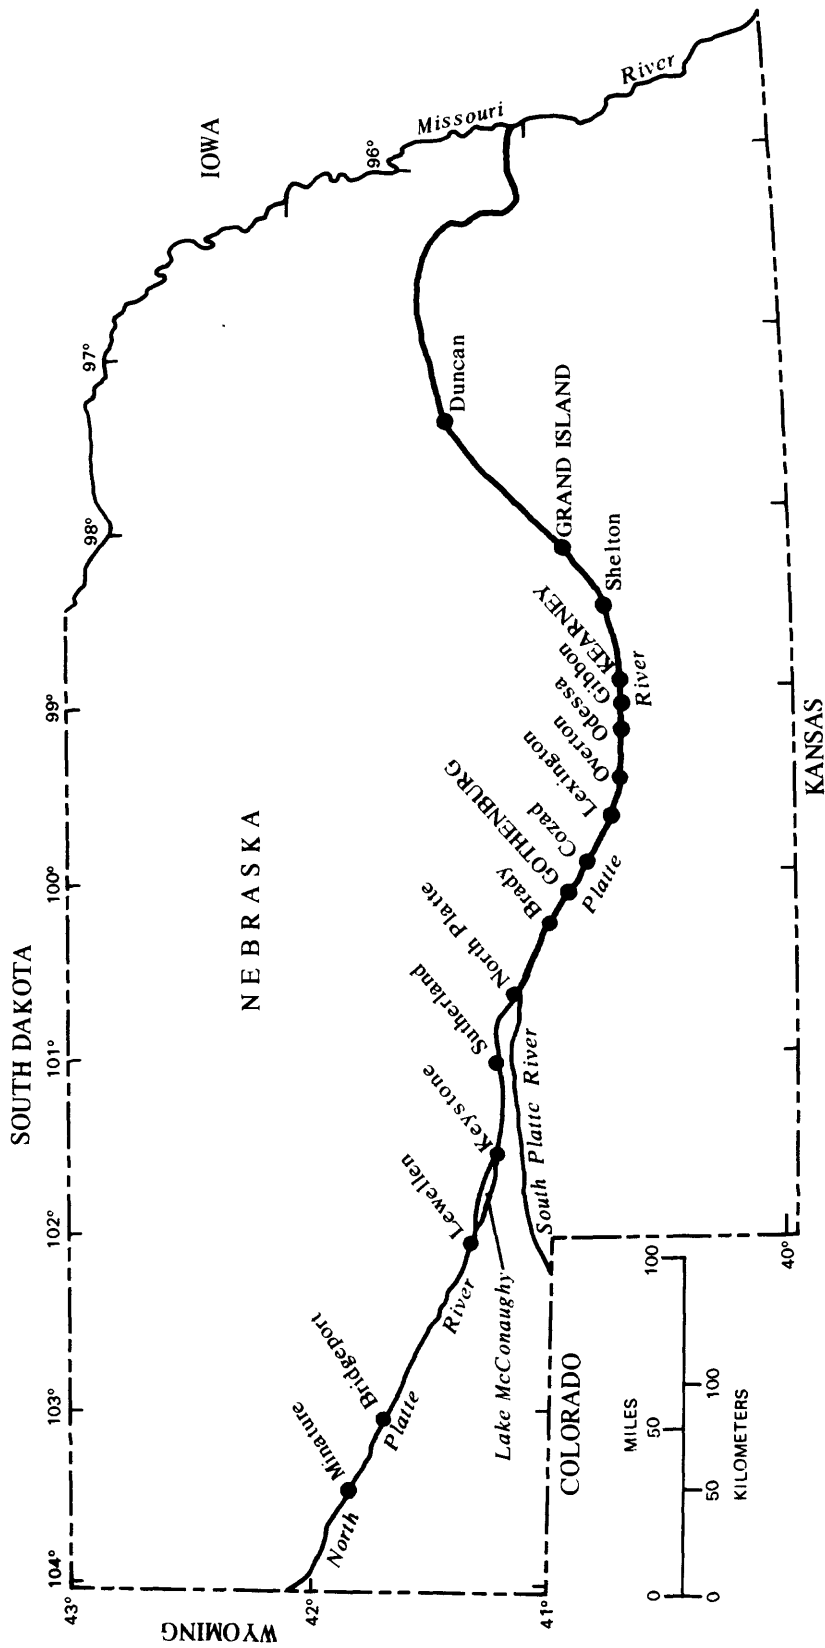 SOUTH DAKOTA
104°
103°
102°
101°
100°
99°
98°
97°
96°
43°
42°
41°
40°
WYOMING
NEBRASKA
IOWA
Missouri
River
North
Platte
River
Minature
Bridgeport
Lewellen
Keystone
Sutherland
North Platte
Brady
GOTHENBURG
Cozad
Lexington
Overton
Odessa
Gibbon
KEARNEY
Shelton
GRAND ISLAND
Duncan
Platte
River
Lake McConaughy
South Platte River
COLORADO
KANSAS
MILES
0
50
100
0
50
100
KILOMETERS